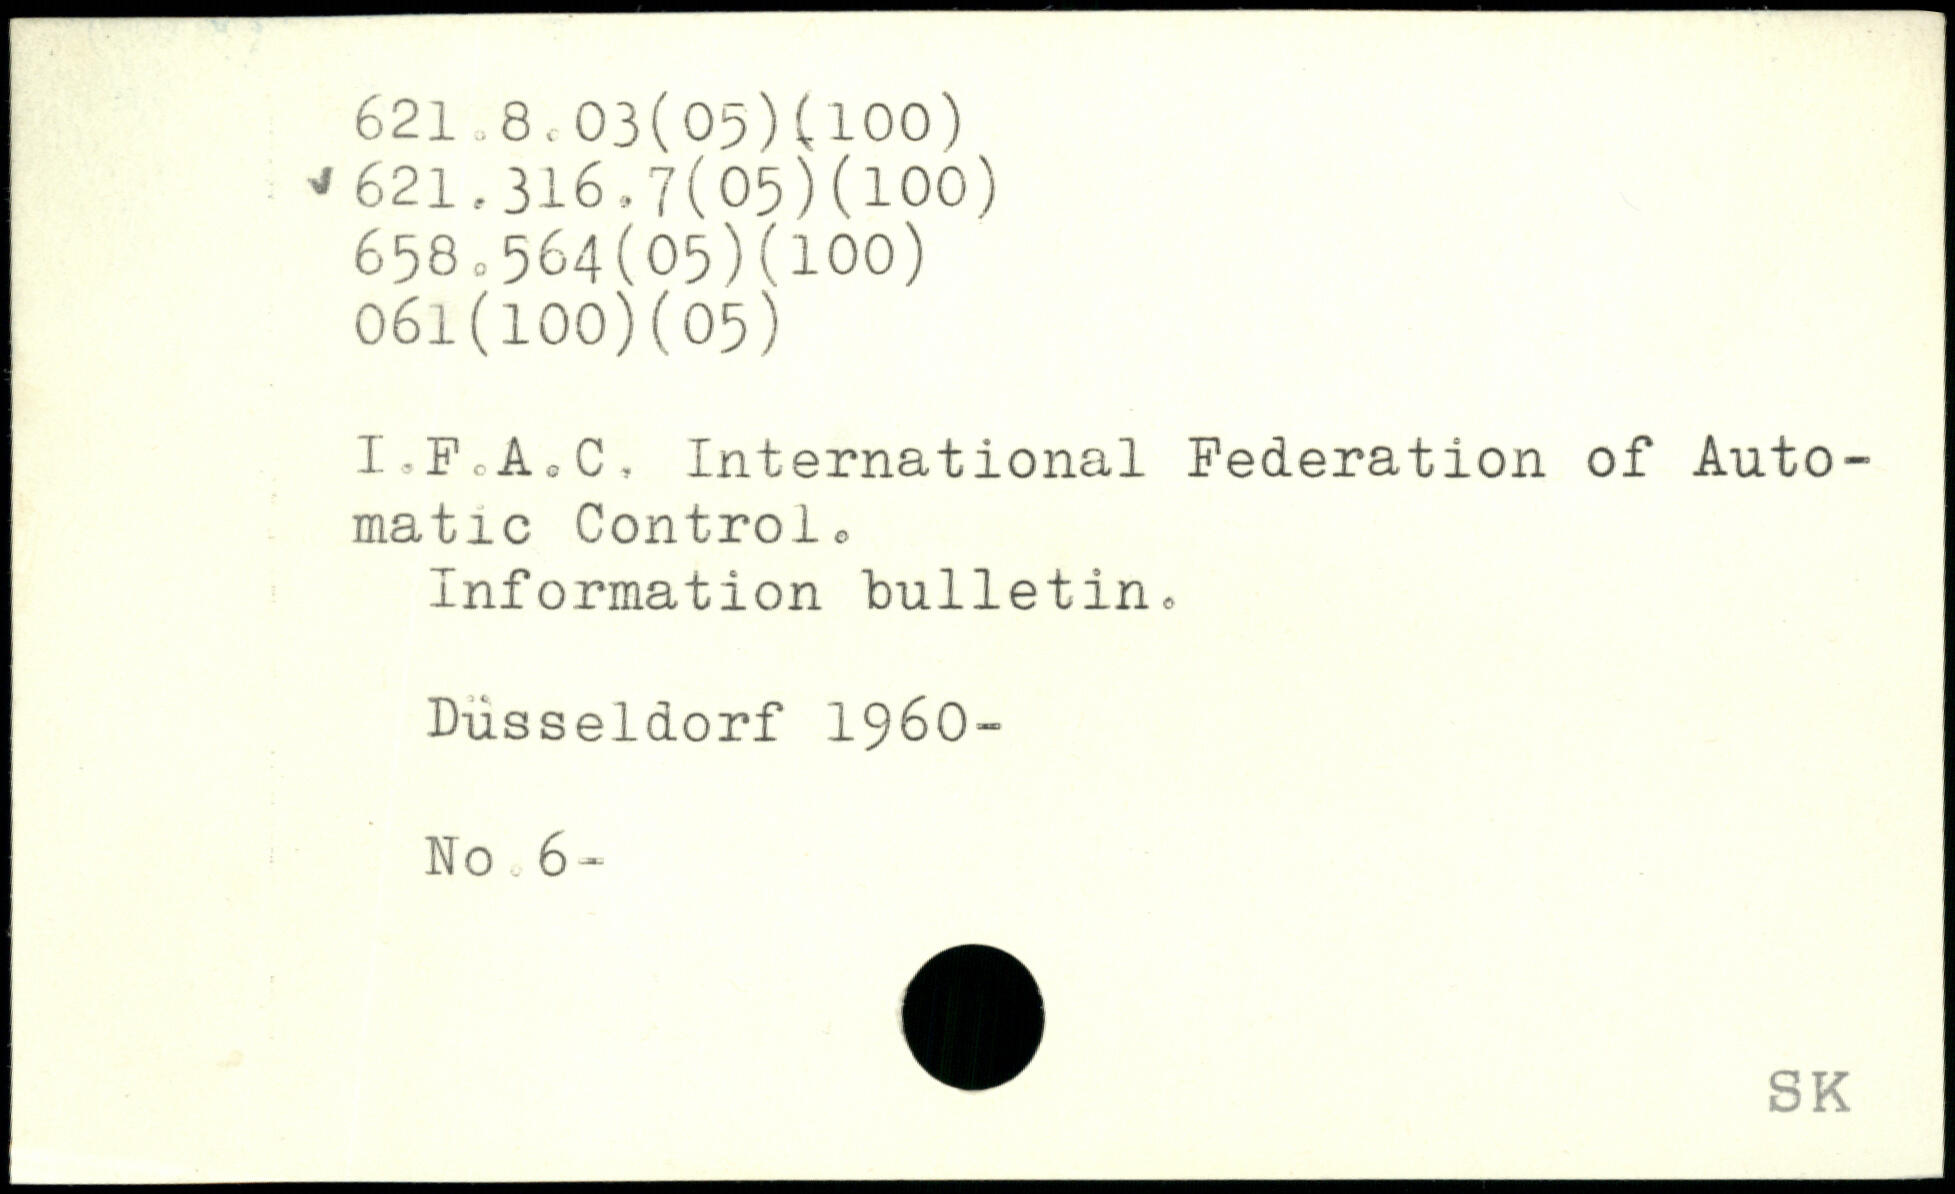 621.8.03(05)(100)
✓621.316.7(05)(100)
658.564(05)(100)
061(100)(05)
I.F.A.C. International Federation of Auto-
matic Control.
Information bulletin.
Düsseldorf 1960-
No.6-
SK